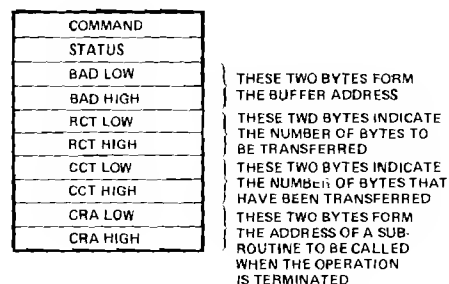 COMMAND
STATUS
BAD LOW
BAD HIGH
THESE TWO BYTES FORM
THE BUFFER ADDRESS
RCT LOW
RCT HIGH
THESE TWO BYTES INDICATE
THE NUMBER OF BYTES TO
BE TRANSFERRED
CCT LOW
CCT HIGH
THESE TWO BYTES INDICATE
THE NUMBER OF BYTES THAT
HAVE BEEN TRANSFERRED
CRA LOW
CRA HIGH
THESE TWO BYTES FORM
THE ADDRESS OF A SUB-
ROUTINE TO BE CALLED
WHEN THE OPERATION
IS TERMINATED